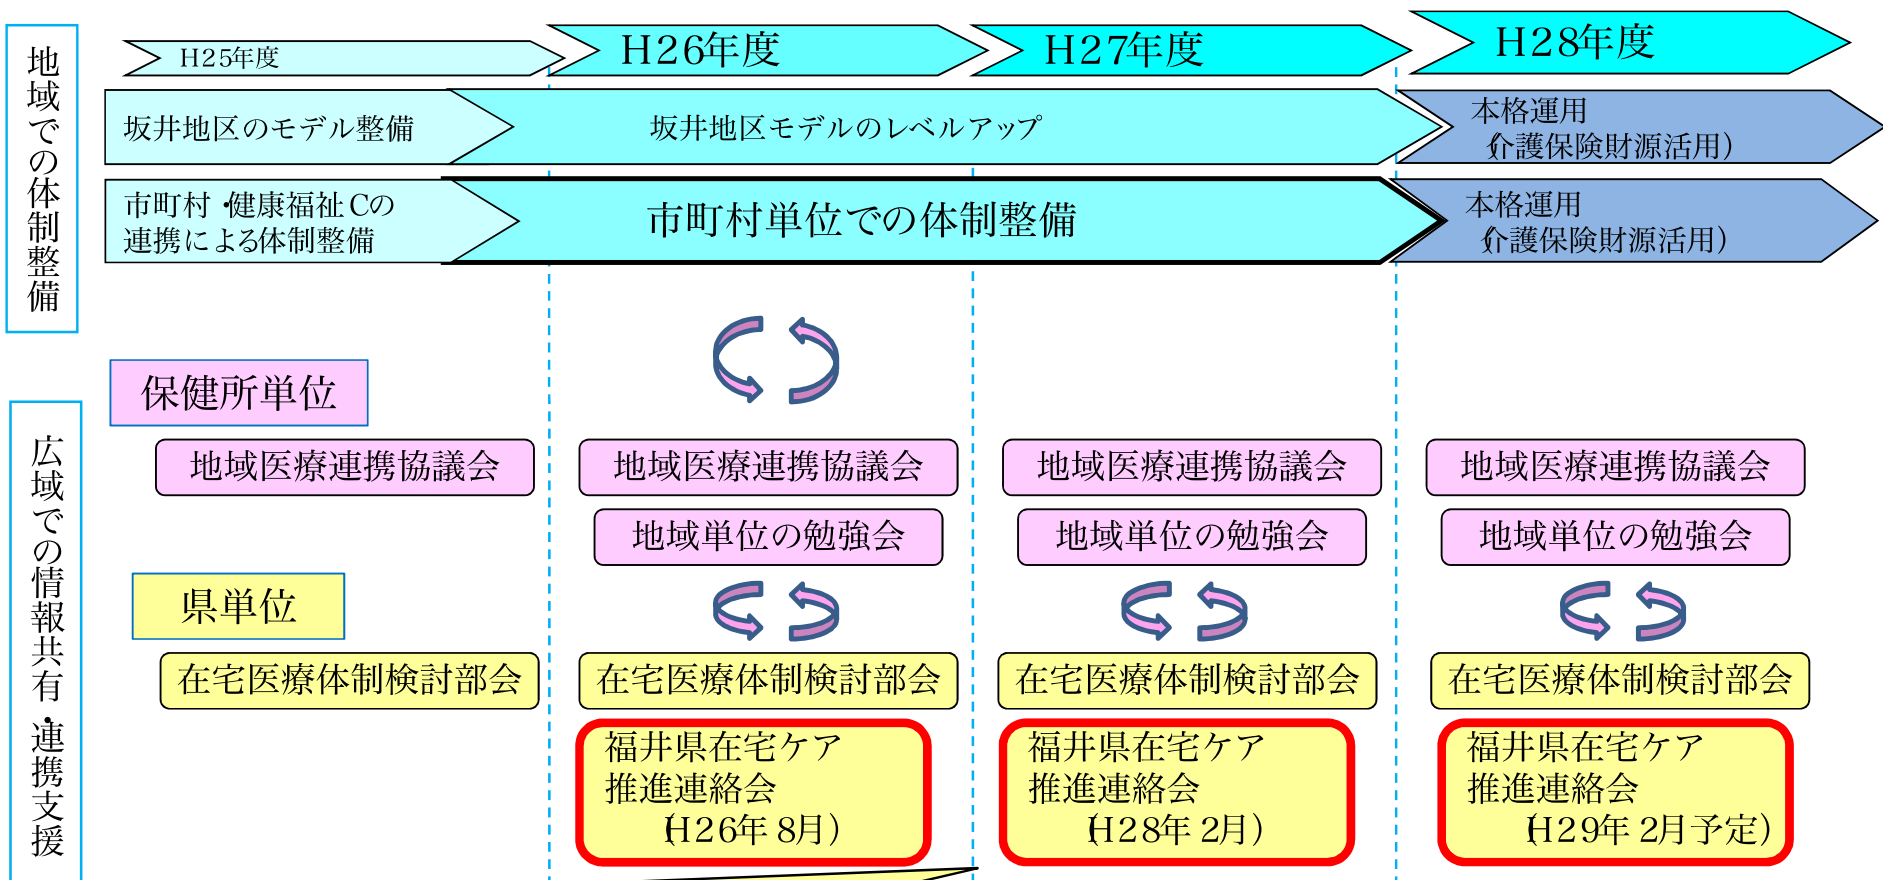 地域での体制整備
H25年度
H26年度
H27年度
H28年度
坂井地区のモデル整備
坂井地区モデルのレベルアップ
本格運用
(介護保険財源活用)
市町村・健康福祉Cの
連携による体制整備
市町村単位での体制整備
本格運用
(介護保険財源活用)
広域での情報共有・連携支援
保健所単位
地域医療連携協議会
地域医療連携協議会
地域医療連携協議会
地域医療連携協議会
地域単位の勉強会
地域単位の勉強会
地域単位の勉強会
県単位
在宅医療体制検討部会
在宅医療体制検討部会
在宅医療体制検討部会
在宅医療体制検討部会
福井県在宅ケア
推進連絡会
(H26年8月)
福井県在宅ケア
推進連絡会
(H28年2月)
福井県在宅ケア
推進連絡会
(H29年2月予定)